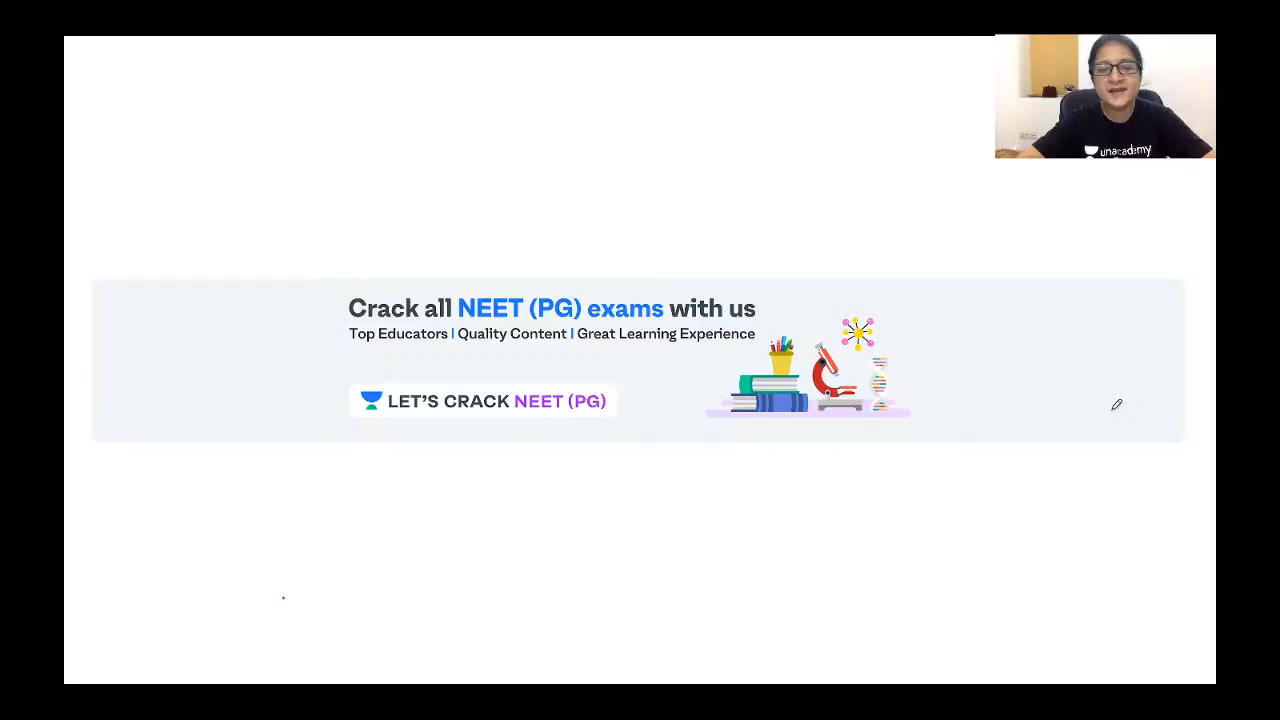 unacademy
Crack all NEET (PG) exams with us
Top Educators | Quality Content | Great Learning Experience
LET'S CRACK NEET (PG)